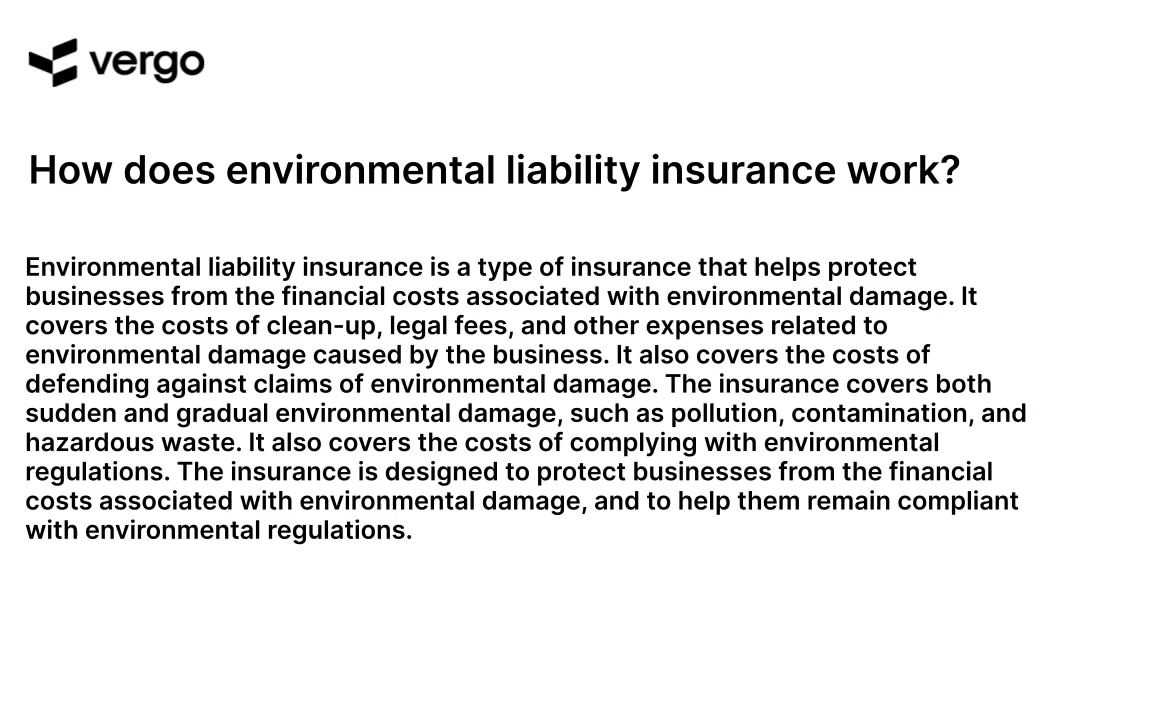 vergo
How does environmental liability insurance work?
Environmental liability insurance is a type of insurance that helps protect
businesses from the financial costs associated with environmental damage. It
covers the costs of clean-up, legal fees, and other expenses related to
environmental damage caused by the business. It also covers the costs of
defending against claims of environmental damage. The insurance covers both
sudden and gradual environmental damage, such as pollution, contamination, and
hazardous waste. It also covers the costs of complying with environmental
regulations. The insurance is designed to protect businesses from the financial
costs associated with environmental damage, and to help them remain compliant
with environmental regulations.